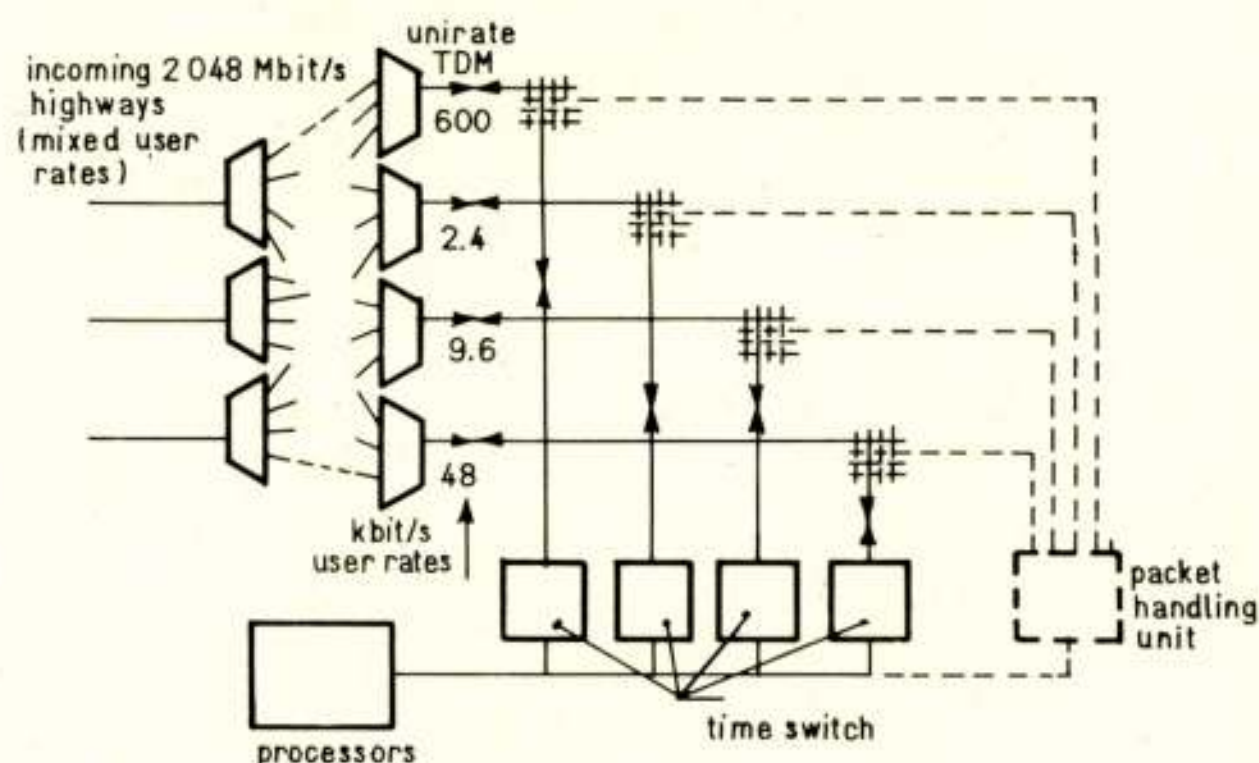 unirate
TDM
incoming 2 048 Mbit/s
highways
(mixed user
rates)
600
2.4
9.6
48
kbit/s
user rates
packet
handling
unit
time switch
processors